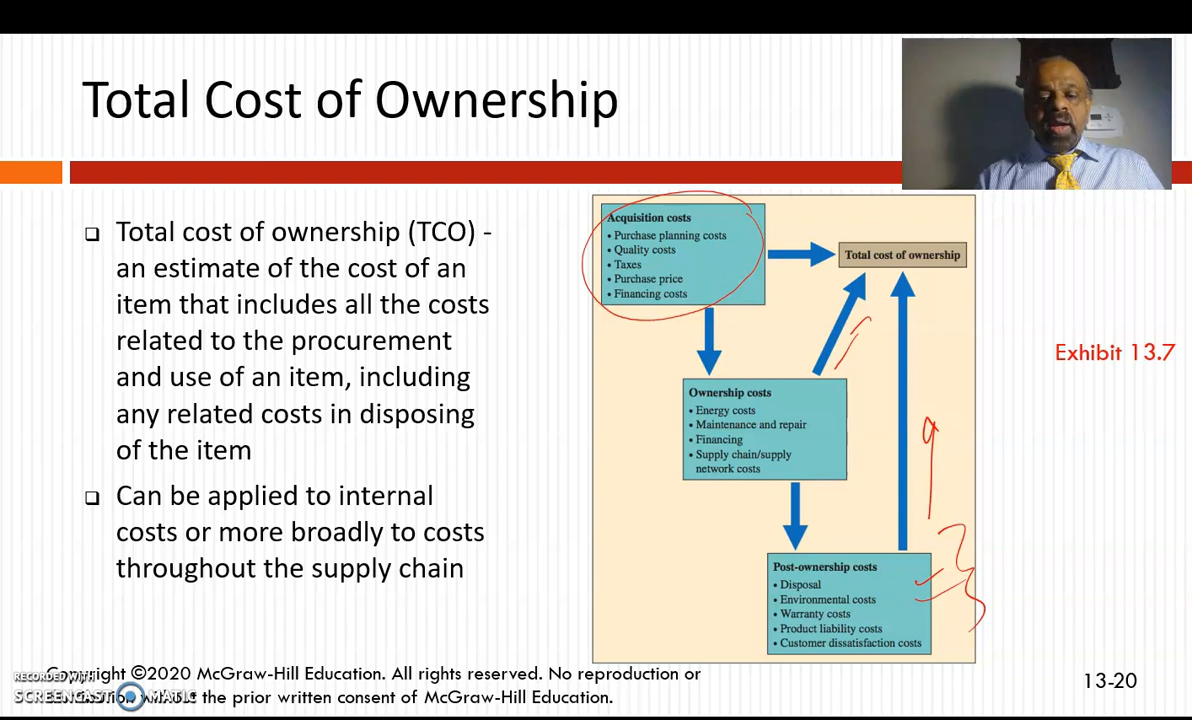 Total Cost of Ownership
Total cost of ownership (TCO) -
an estimate of the cost of an
item that includes all the costs
related to the procurement
and use of an item, including
any related costs in disposing
of the item
Can be applied to internal
costs or more broadly to costs
throughout the supply chain
Acquisition costs
• Purchase planning costs
• Quality costs
• Taxes
• Purchase price
• Financing costs
Total cost of ownership
Ownership costs
• Energy costs
• Maintenance and repair
• Financing
• Supply chain/supply
network costs
Post-ownership costs
• Disposal
• Environmental costs
• Warranty costs
• Product liability costs
• Customer dissatisfaction costs
Exhibit 13.7
Copyright ©2020 McGraw-Hill Education. All rights reserved. No reproduction or
the prior written consent of McGraw-Hill Education.
RECORDED WITH
SCREENCAST MATIC
13-20